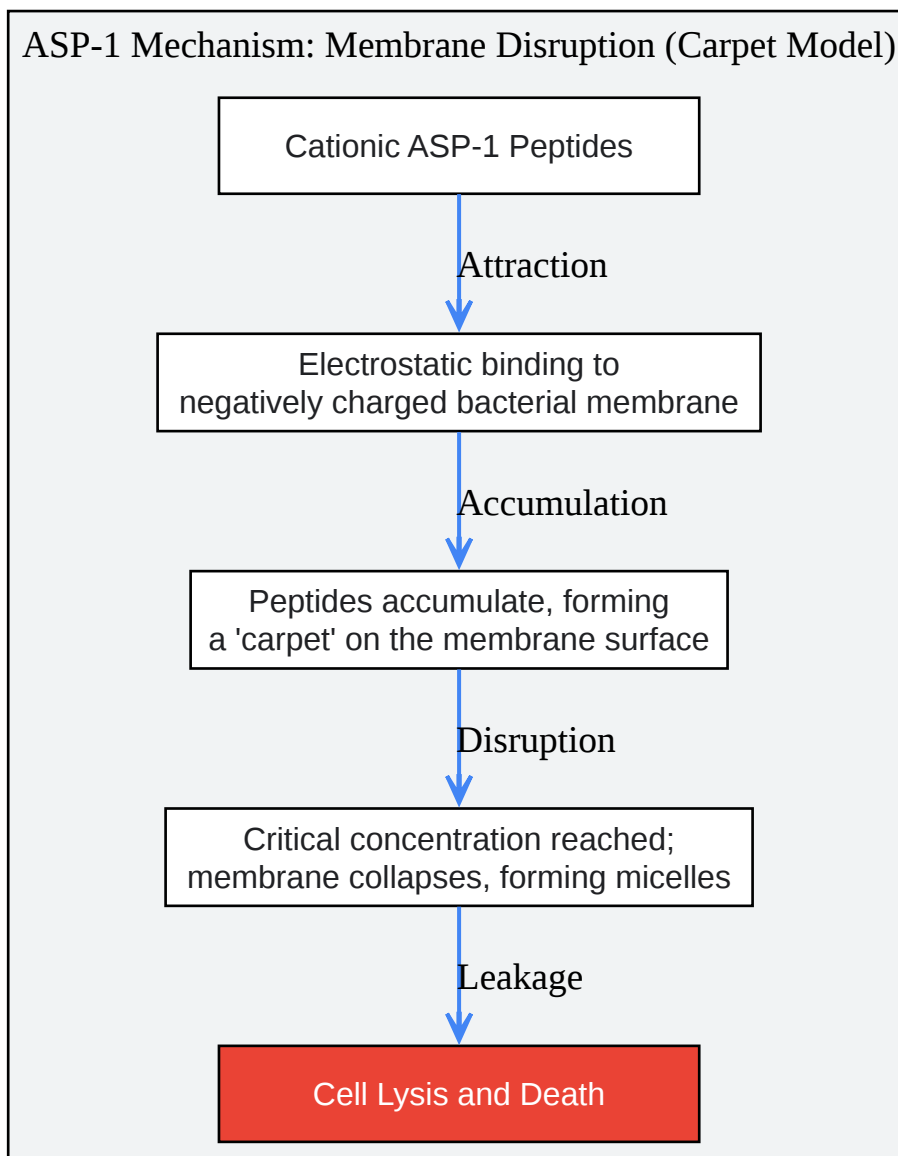 ASP-1 Mechanism: Membrane Disruption (Carpet Model)
Cationic ASP-1 Peptides
Attraction
Electrostatic binding to
negatively charged bacterial membrane
Accumulation
Peptides accumulate, forming
a 'carpet' on the membrane surface
Disruption
Critical concentration reached;
membrane collapses, forming micelles
Leakage
Cell Lysis and Death